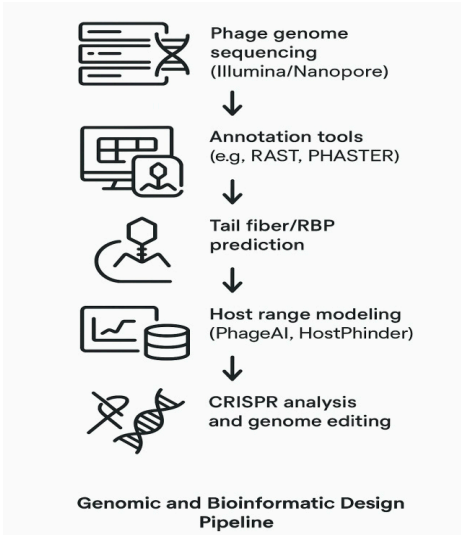 Phage genome
sequencing
(Illumina/Nanopore)
Annotation tools
(e.g, RAST, PHASTER)
Tail fiber/RBP
prediction
Host range modeling
(PhageAI, HostPhinder)
CRISPR analysis
and genome editing
Genomic and Bioinformatic Design
Pipeline